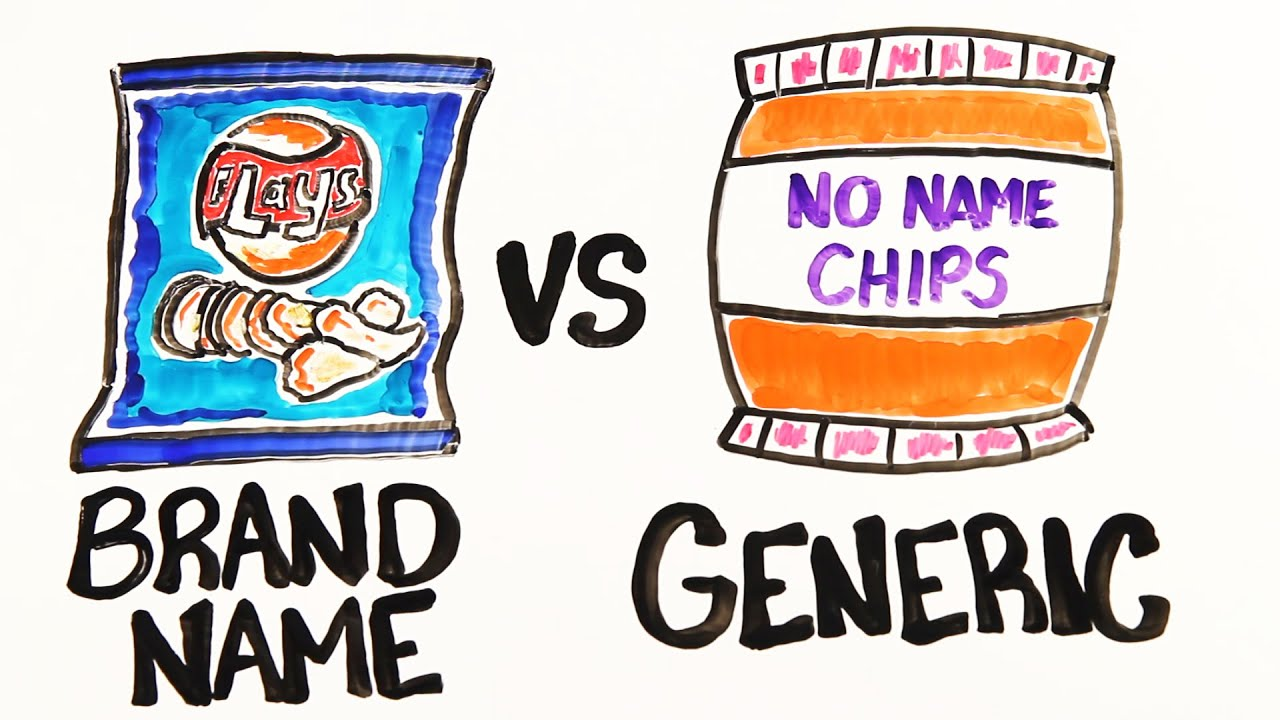 Lays
VS
NO NAME
CHIPS
BRAND
NAME
GENERIC